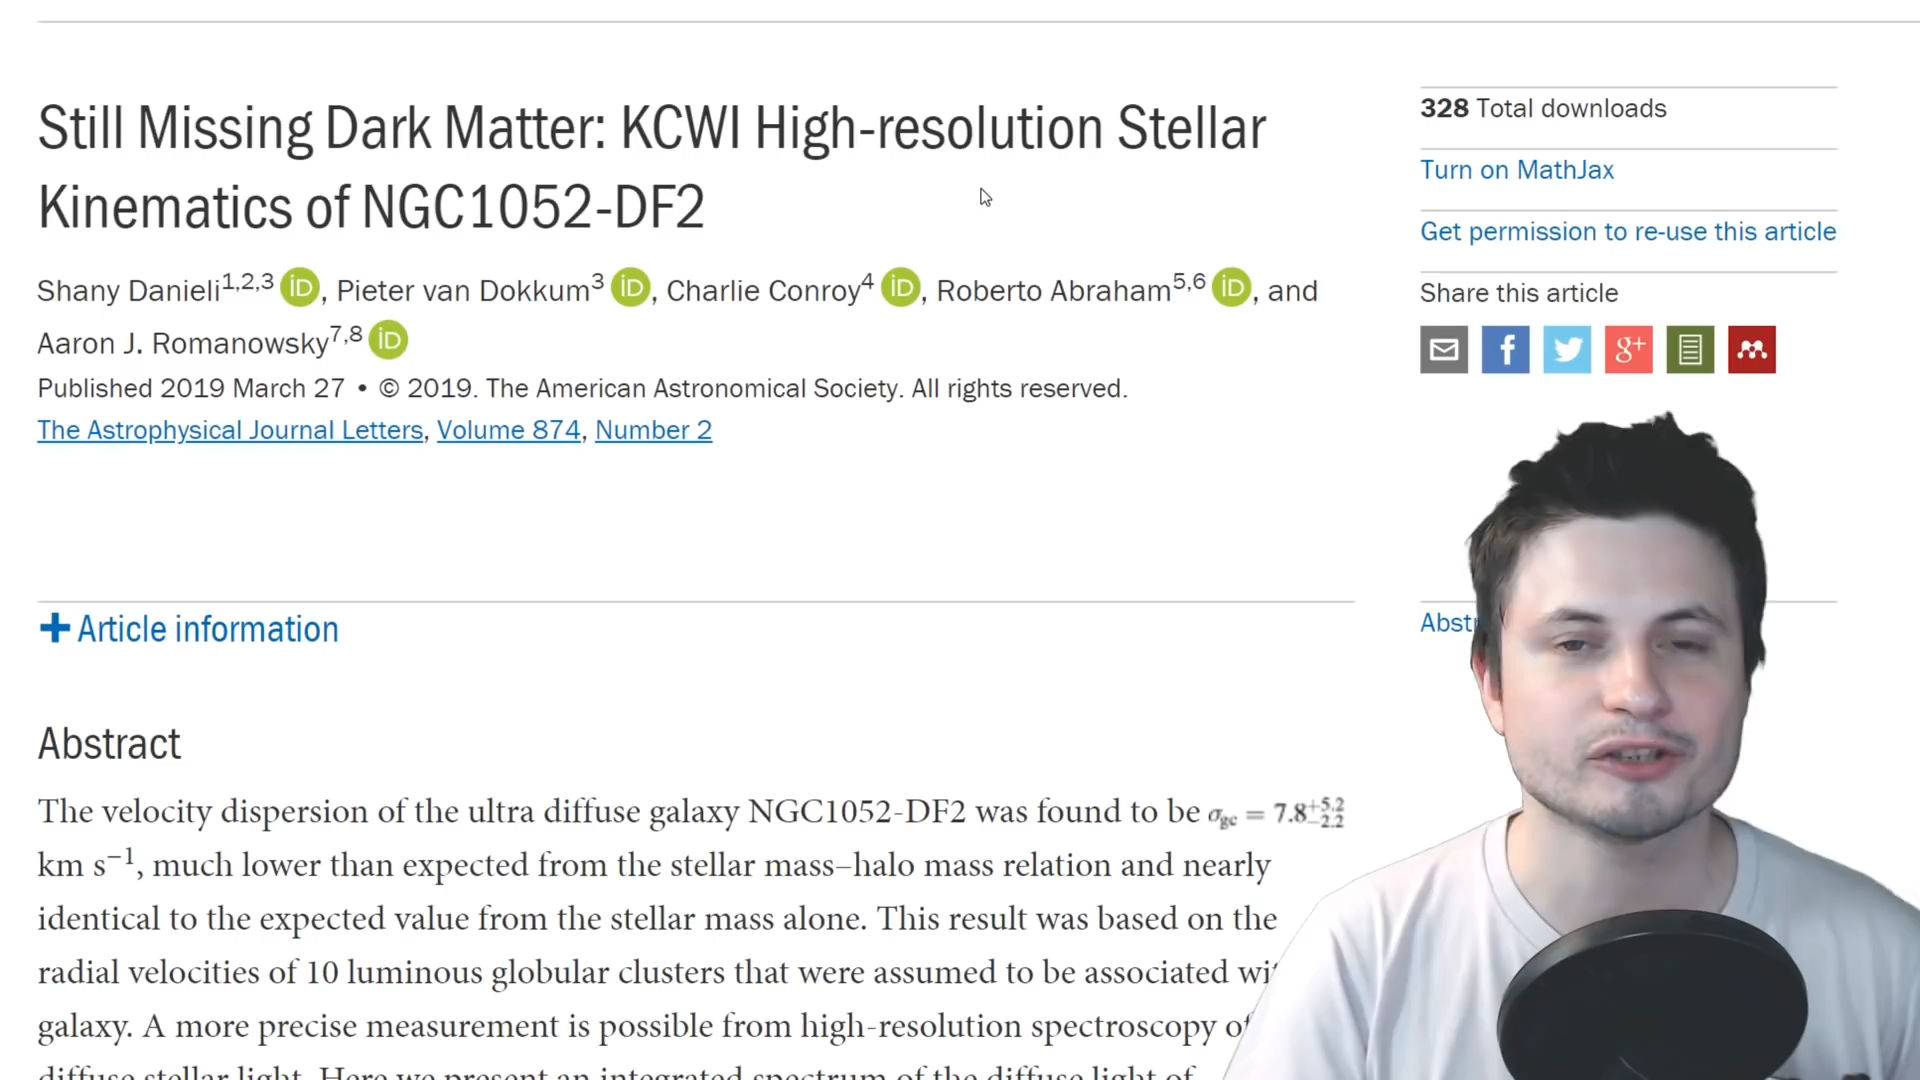 Still Missing Dark Matter: KCWI High-resolution Stellar
Kinematics of NGC1052-DF2
Shany Danieli1,2,3 iD, Pieter van Dokkum3 iD, Charlie Conroy4 iD, Roberto Abraham5,6 iD, and
Aaron J. Romanowsky7,8 iD
Published 2019 March 27 • © 2019. The American Astronomical Society. All rights reserved.
The Astrophysical Journal Letters, Volume 874, Number 2
328 Total downloads
Turn on MathJax
Get permission to re-use this article
Share this article
f
g+
Article information
Abstract
The velocity dispersion of the ultra diffuse galaxy NGC1052-DF2 was found to be σgc = 7.8+5.2−2.2
km s−1, much lower than expected from the stellar mass–halo mass relation and nearly
identical to the expected value from the stellar mass alone. This result was based on the
radial velocities of 10 luminous globular clusters that were assumed to be associated
galaxy. A more precise measurement is possible from high-resolution spectroscopy
diffuse stellar light. Here we present an integrated spectrum of the diffuse light of